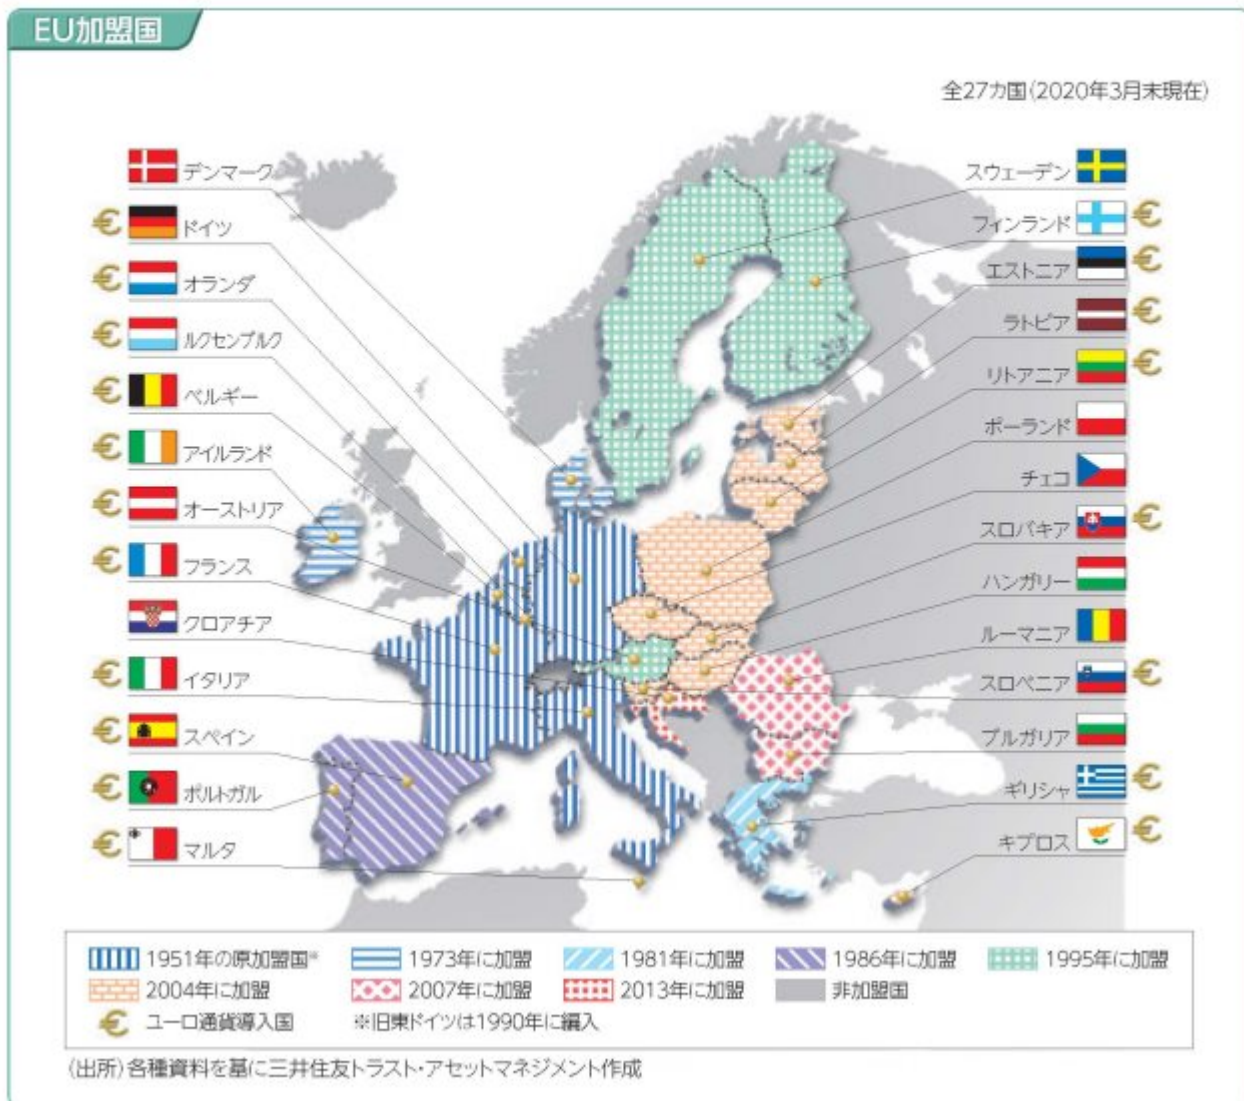 EU加盟国
全27カ国(2020年3月末現在)
デンマーク
€ ドイツ
€ オランダ
€ ルクセンブルク
€ ベルギー
€ アイルランド
€ オーストリア
€ フランス
クロアチア
€ イタリア
€ スペイン
€ ポルトガル
€ マルタ
スウェーデン
フィンランド €
エストニア €
ラトビア €
リトアニア €
ポーランド
チェコ
スロバキア €
ハンガリー
ルーマニア
スロベニア €
ブルガリア
ギリシャ €
キプロス €
1951年の原加盟国※ 1973年に加盟 1981年に加盟 1986年に加盟 1995年に加盟
2004年に加盟 2007年に加盟 2013年に加盟 非加盟国
€ ユーロ通貨導入国 ※旧東ドイツは1990年に編入
(出所)各種資料を基に三井住友トラスト・アセットマネジメント作成